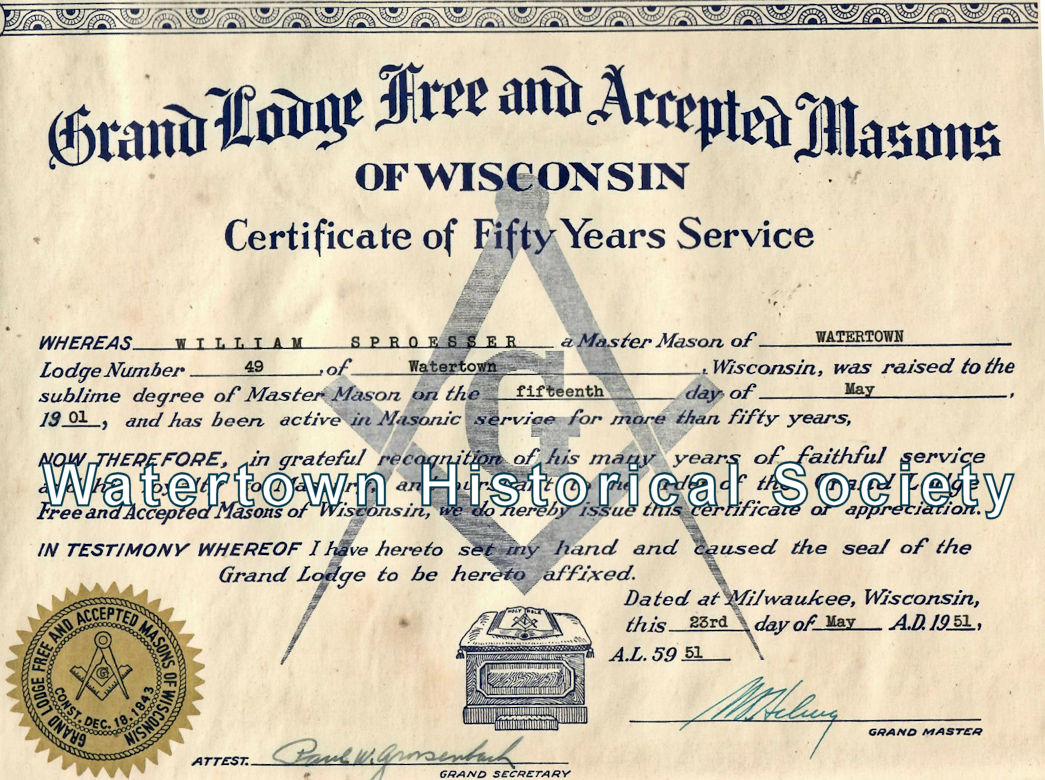 Grand Lodge Free and Accepted Masons
OF WISCONSIN
Certificate of Fifty Years Service
WHEREAS WILLIAM SPROESSER a Master Mason of WATERTOWN
Lodge Number 49, of Watertown, Wisconsin, was raised to the
sublime degree of Master Mason on the fifteenth day of May,
1901, and has been active in Masonic service for more than fifty years,
NOW THEREFORE, in grateful recognition of his many years of faithful service
Watertown Historical Society
Free and Accepted Masons of Wisconsin, we do hereby issue this certificate of appreciation.
IN TESTIMONY WHEREOF I have hereto set my hand and caused the seal of the
Grand Lodge to be hereto affixed.
Dated at Milwaukee, Wisconsin,
this 23rd day of May A.D. 1951,
A.L. 5951
HOLY BIBLE
G
GRAND LODGE FREE AND ACCEPTED MASONS OF WISCONSIN
CONST. DEC. 18, 1843
G
GRAND MASTER
ATTEST. Paul W. Grossenbach
GRAND SECRETARY